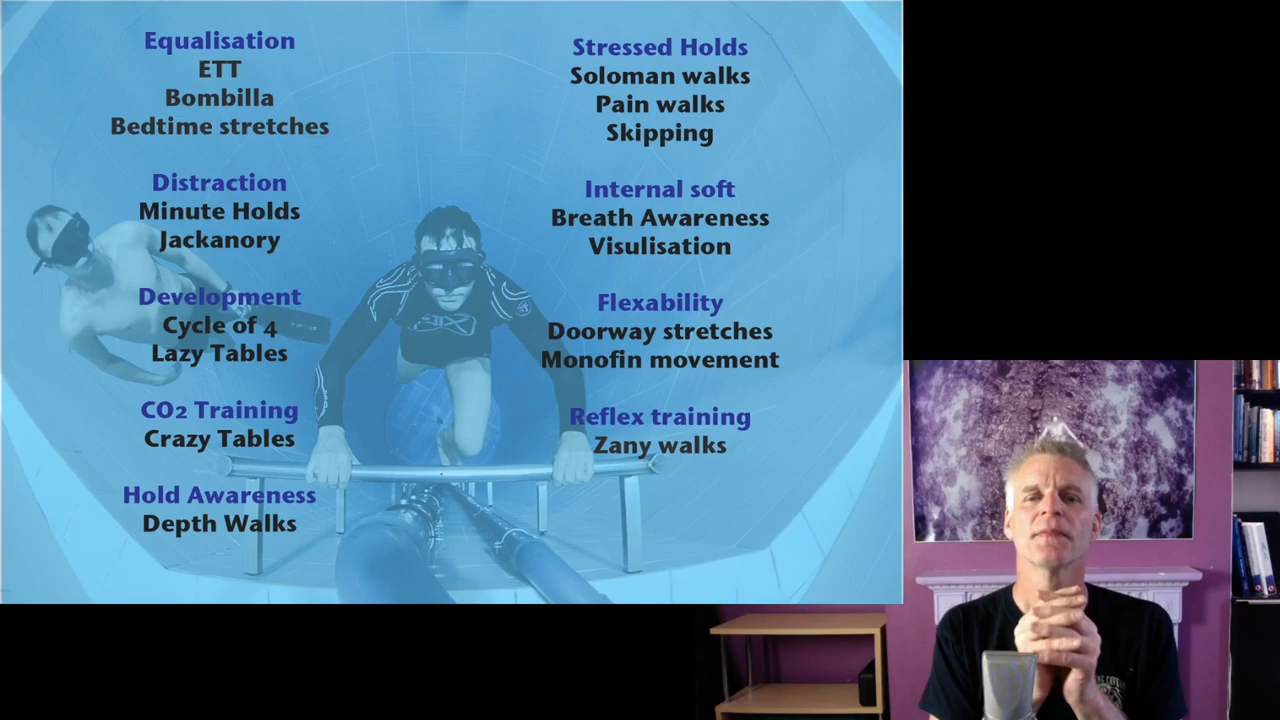 Equalisation
ETT
Bombilla
Bedtime stretches
Distraction
Minute Holds
Jackanory
Development
Cycle of 4
Lazy Tables
CO2 Training
Crazy Tables
Hold Awareness
Depth Walks
Stressed Holds
Soloman walks
Pain walks
Skipping
Internal soft
Breath Awareness
Visulisation
Flexability
Doorway stretches
Monofin movement
Reflex training
Zany walks